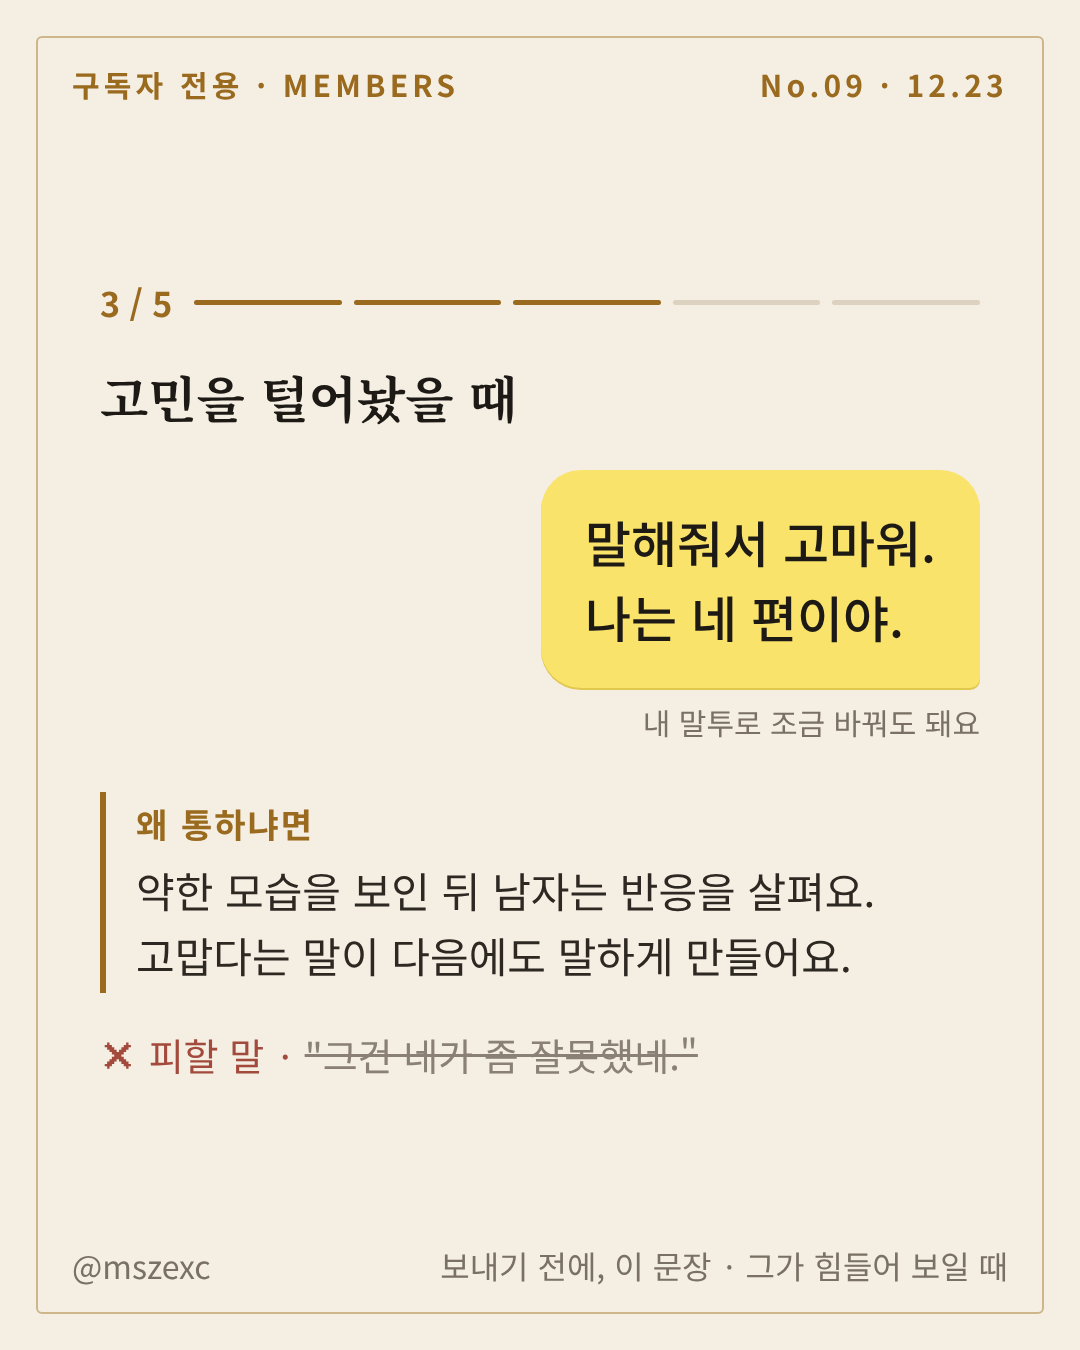 구독자 전용 · MEMBERS
No.09 · 12.23
3 / 5
고민을 털어놨을 때
말해줘서 고마워.
나는 네 편이야.
내 말투로 조금 바꿔도 돼요
왜 통하냐면
약한 모습을 보인 뒤 남자는 반응을 살펴요.
고맙다는 말이 다음에도 말하게 만들어요.
❌ 피할 말 · "그건 네가 좀 잘못했네."
@mszexc
보내기 전에, 이 문장 · 그가 힘들어 보일 때